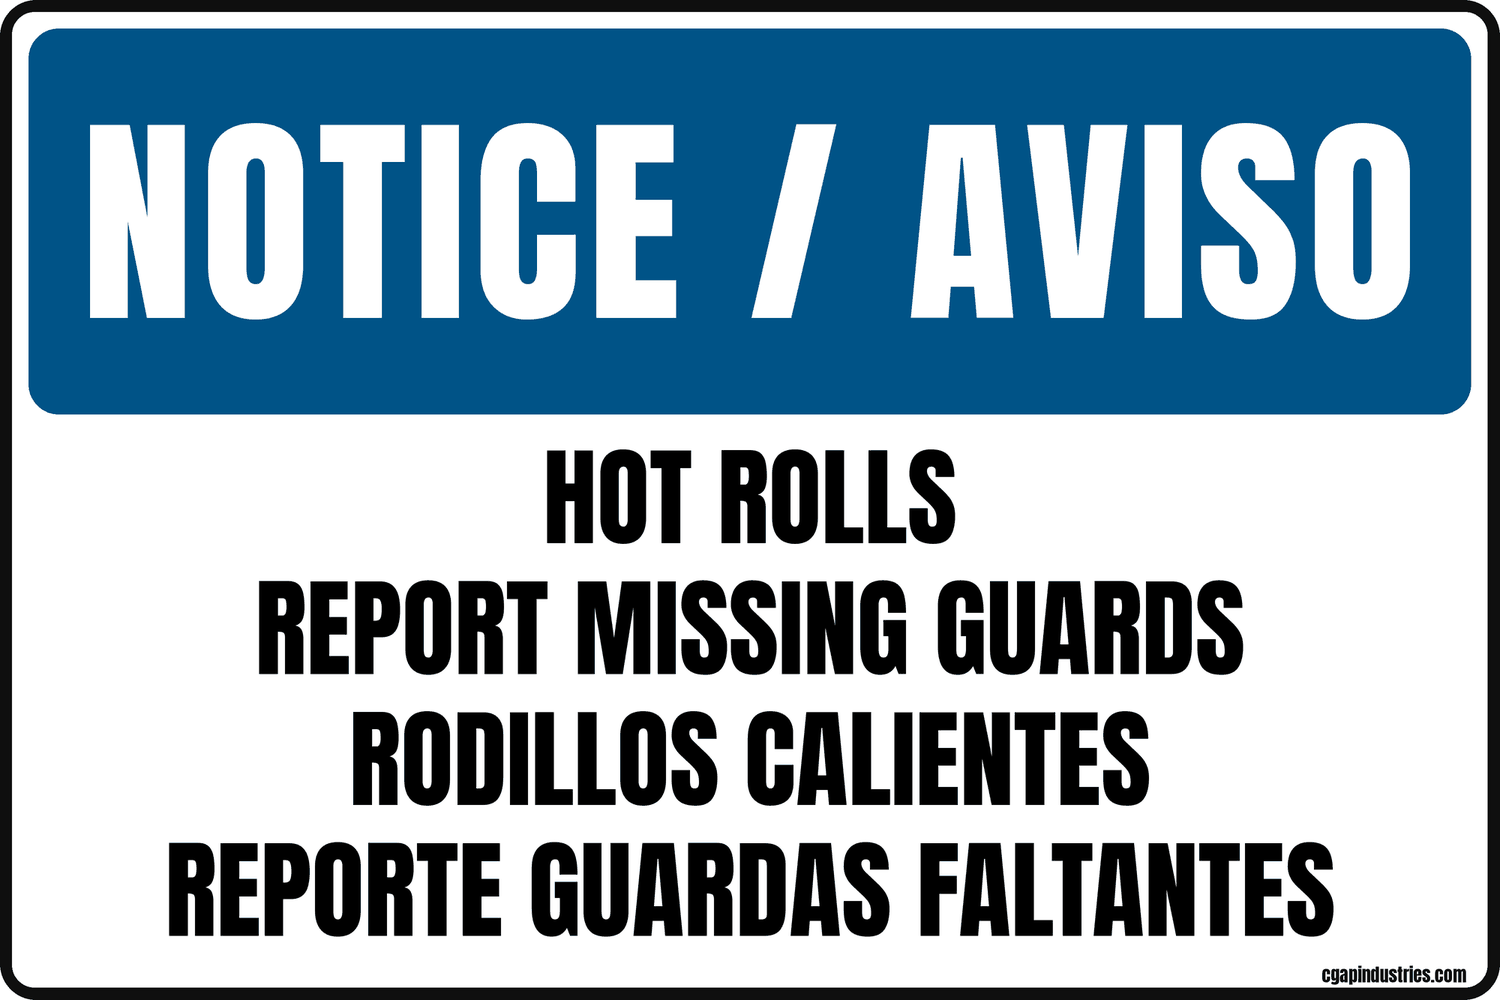 NOTICE / AVISO
HOT ROLLS
REPORT MISSING GUARDS
RODILLOS CALIENTES
REPORTE GUARDAS FALTANTES
cgapindustries.com